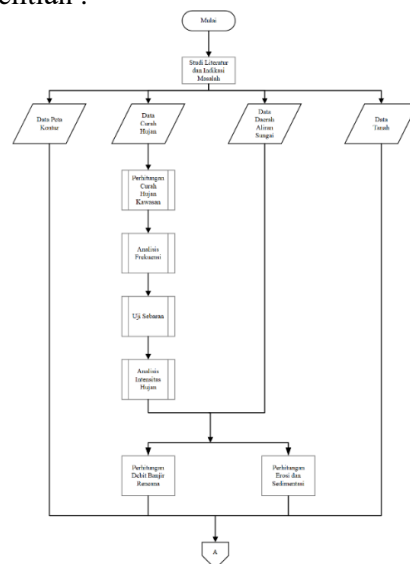 Mulai
Studi Literatur
dan Indikasi
Masalah
Data Peta
Kontur
Data
Curah
Hujan
Data
Daerah
Aliran
Sungai
Data
Tanah
Perhitungan
Curah
Hujan
Kawasan
Analisis
Frekuensi
Uji Sebaran
Analisis
Intensitas
Hujan
Perhitungan
Debit Banjir
Rencana
Perhitungan
Erosi dan
Sedimentasi
A